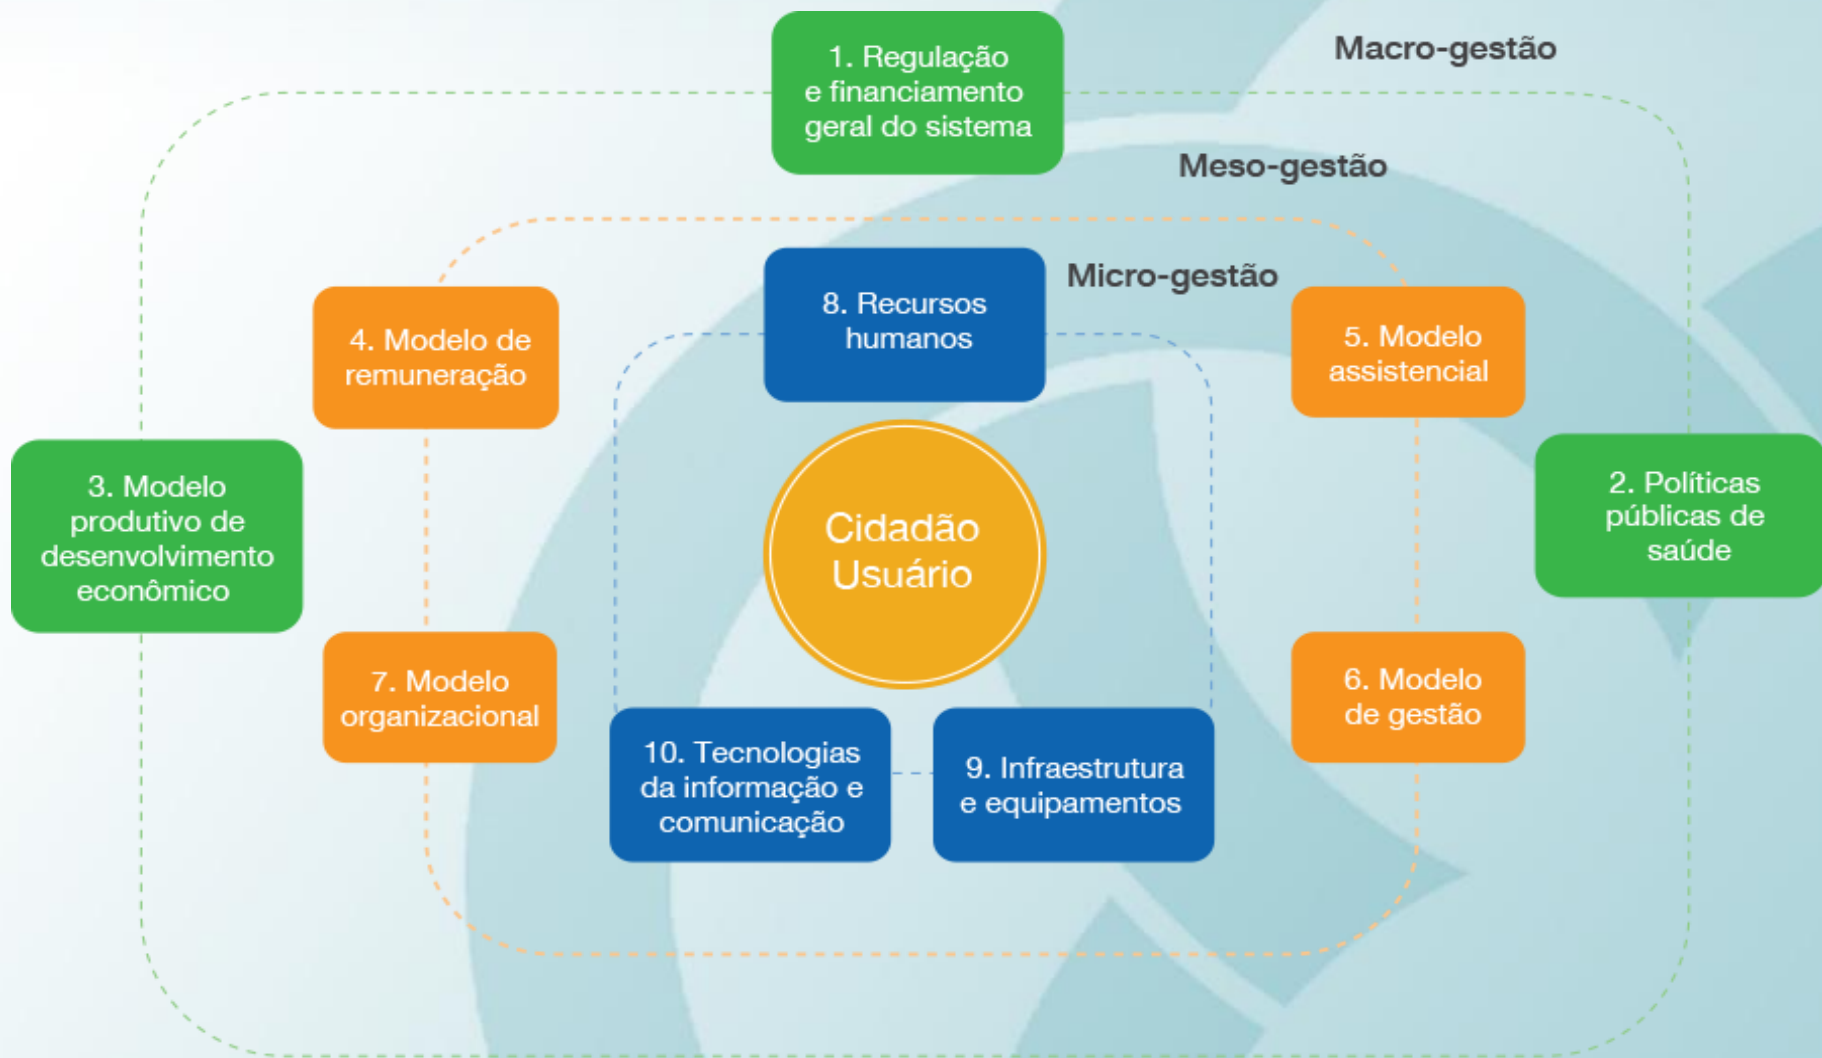 Macro-gestão
1. Regulação
e financiamento
geral do sistema
Meso-gestão
Micro-gestão
8. Recursos
humanos
4. Modelo de
remuneração
5. Modelo
assistencial
3. Modelo
produtivo de
desenvolvimento
econômico
Cidadão
Usuário
2. Políticas
públicas de
saúde
7. Modelo
organizacional
6. Modelo
de gestão
10. Tecnologias
da informação e
comunicação
9. Infraestrutura
e equipamentos